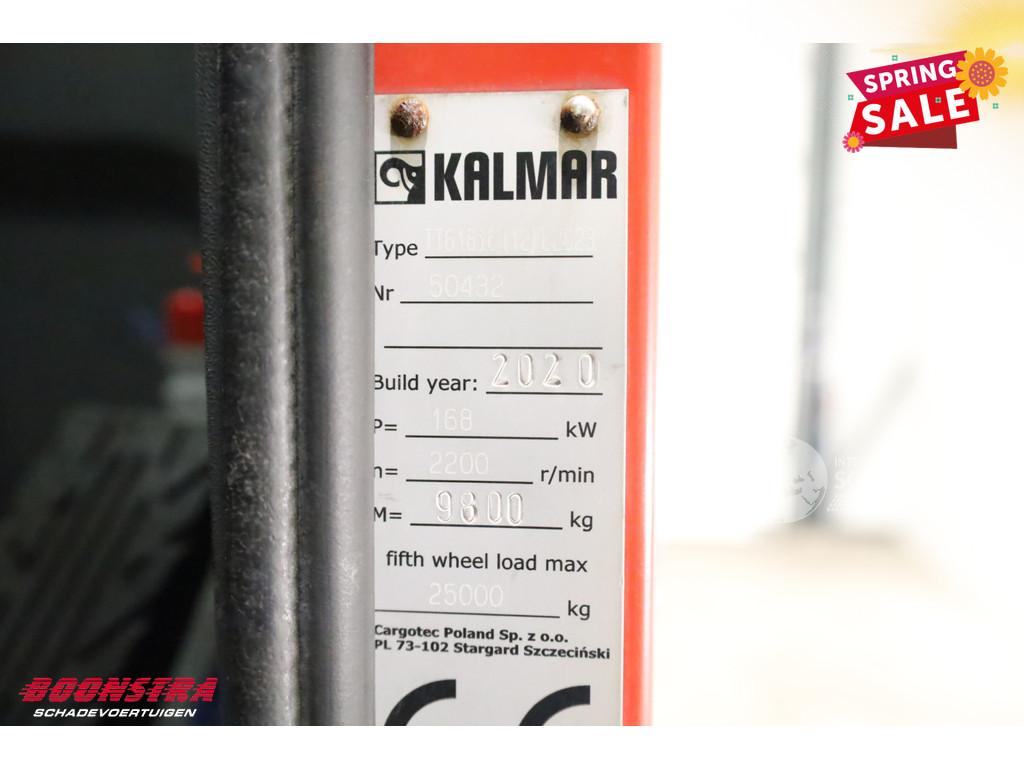 SPRING
SALE
KALMAR
Type
Nr 50432
Build year: 2020
P= 168 kW
n= 2200 r/min
M= kg
fifth wheel load max
25000 kg
Cargotec Poland Sp. z o.o.
PL 73-102 Stargard Szczeciński
CE
BOONSTRA
SCHADEVOERTUIGEN